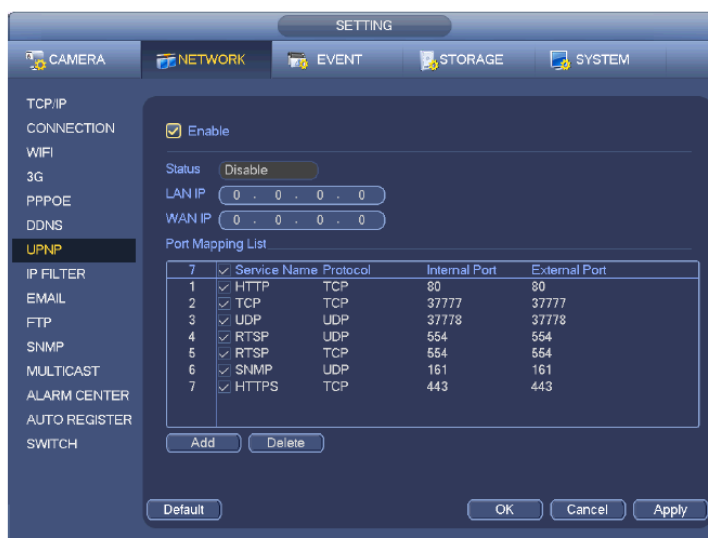 SETTING
CAMERA NETWORK EVENT STORAGE SYSTEM
TCP/IP
CONNECTION
WIFI
3G
PPPOE
DDNS
UPNP
IP FILTER
EMAIL
FTP
SNMP
MULTICAST
ALARM CENTER
AUTO REGISTER
SWITCH
Enable
Status Disable
LAN IP 0 . 0 . 0 . 0
WAN IP 0 . 0 . 0 . 0
Port Mapping List
7 Service Name Protocol Internal Port External Port
1 HTTP TCP 80 80
2 TCP TCP 37777 37777
3 UDP UDP 37778 37778
4 RTSP UDP 554 554
5 RTSP TCP 554 554
6 SNMP UDP 161 161
7 HTTPS TCP 443 443
Add Delete
Default OK Cancel Apply